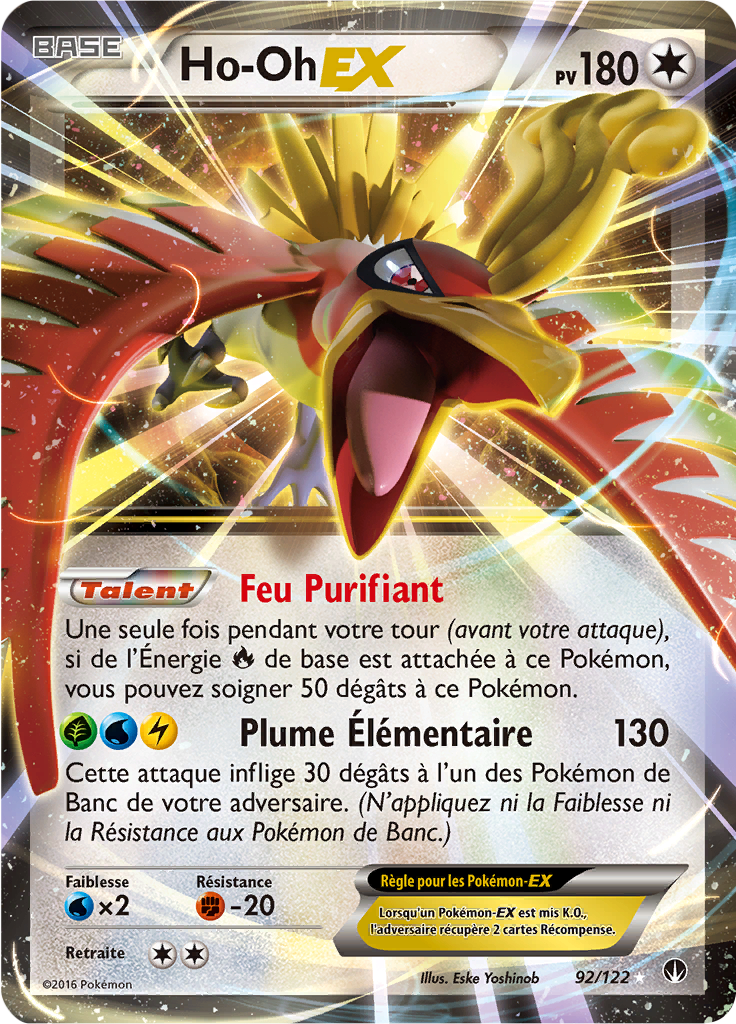 BASE
Ho-Oh EX
PV 180
Talent Feu Purifiant
Une seule fois pendant votre tour (avant votre attaque),
si de l'Énergie de base est attachée à ce Pokémon,
vous pouvez soigner 50 dégâts à ce Pokémon.
Plume Élémentaire 130
Cette attaque inflige 30 dégâts à l'un des Pokémon de
Banc de votre adversaire. (N'appliquez ni la Faiblesse ni
la Résistance aux Pokémon de Banc.)
Faiblesse Résistance
×2 -20
Retraite
Règle pour les Pokémon-EX
Lorsqu'un Pokémon-EX est mis K.O.,
l'adversaire récupère 2 cartes Récompense.
©2016 Pokémon
Illus. Eske Yoshinob
92/122 ★